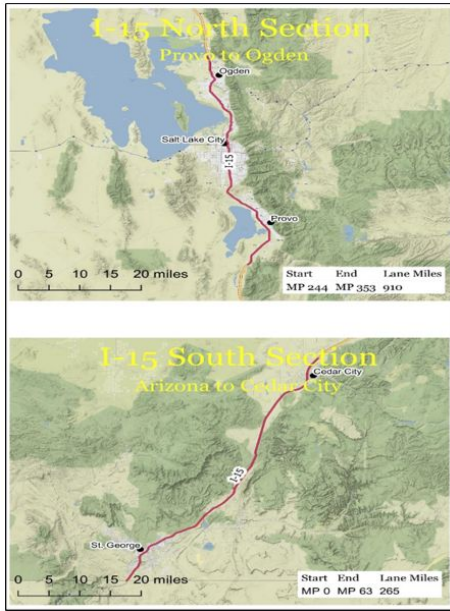 I-15 North Section
Provo to Ogden
Ogden
Salt Lake City
I-15
Provo
0 5 10 20 miles
Start End Lane Miles
MP 244 MP 353 910
I-15 South Section
Arizona to Cedar City
Cedar City
I-15
St. George
0 5 10 20 miles
Start End Lane Miles
MP 0 MP 63 265